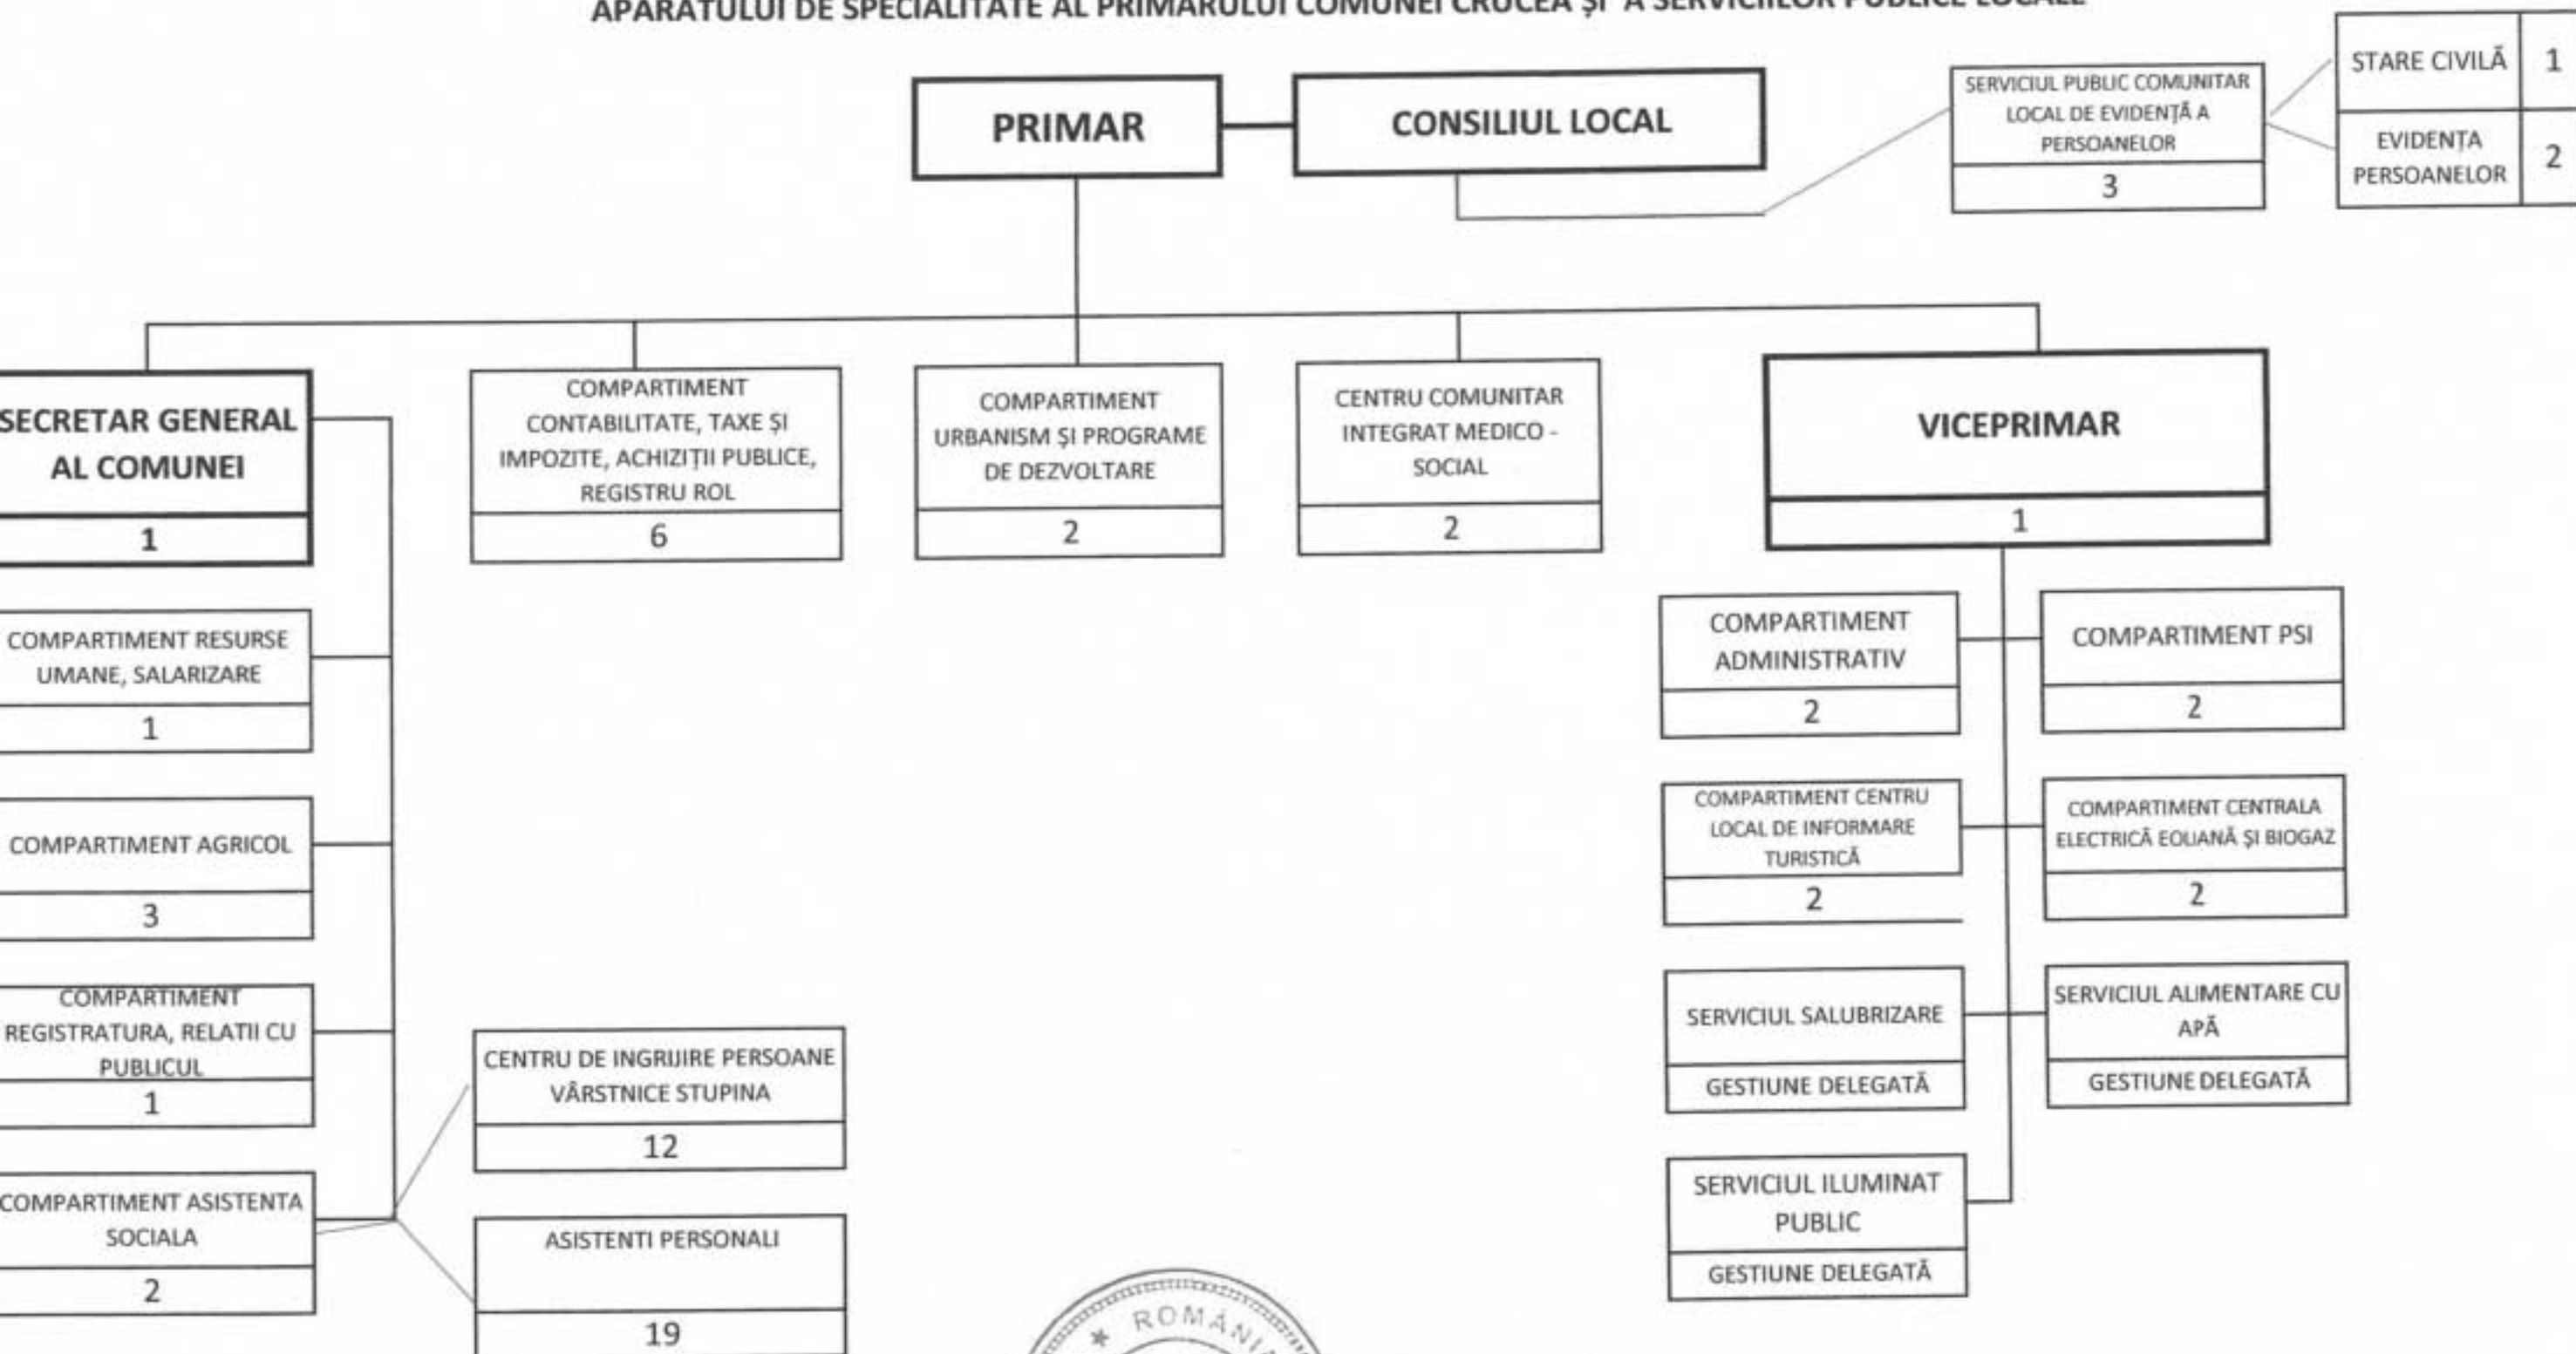 APARATULUI DE SPECIALITATE AL PRIMARULUI COMUNEI CRUCEA ȘI A SERVICIILOR PUBLICE LOCALE
PRIMAR
CONSILIUL LOCAL
SERVICIUL PUBLIC COMUNITAR
LOCAL DE EVIDENȚĂ A
PERSOANELOR
3
STARE CIVILĂ
1
EVIDENȚA
PERSOANELOR
2
SECRETAR GENERAL
AL COMUNEI
1
COMPARTIMENT
CONTABILITATE, TAXE ȘI
IMPOZITE, ACHIZIȚII PUBLICE,
REGISTRU ROL
6
COMPARTIMENT
URBANISM ȘI PROGRAME
DE DEZVOLTARE
2
CENTRU COMUNITAR
INTEGRAT MEDICO -
SOCIAL
2
VICEPRIMAR
1
COMPARTIMENT RESURSE
UMANE, SALARIZARE
1
COMPARTIMENT AGRICOL
3
COMPARTIMENT
REGISTRATURA, RELATII CU
PUBLICUL
1
COMPARTIMENT ASISTENTA
SOCIALA
2
CENTRU DE INGRIJIRE PERSOANE
VÂRSTNICE STUPINA
12
ASISTENTI PERSONALI
19
COMPARTIMENT
ADMINISTRATIV
2
COMPARTIMENT PSI
2
COMPARTIMENT CENTRU
LOCAL DE INFORMARE
TURISTICĂ
2
COMPARTIMENT CENTRALA
ELECTRICĂ EOLIANĂ ȘI BIOGAZ
2
SERVICIUL SALUBRIZARE
GESTIUNE DELEGATĂ
SERVICIUL ALIMENTARE CU
APĂ
GESTIUNE DELEGATĂ
SERVICIUL ILUMINAT
PUBLIC
GESTIUNE DELEGATĂ
ROMÂNIA